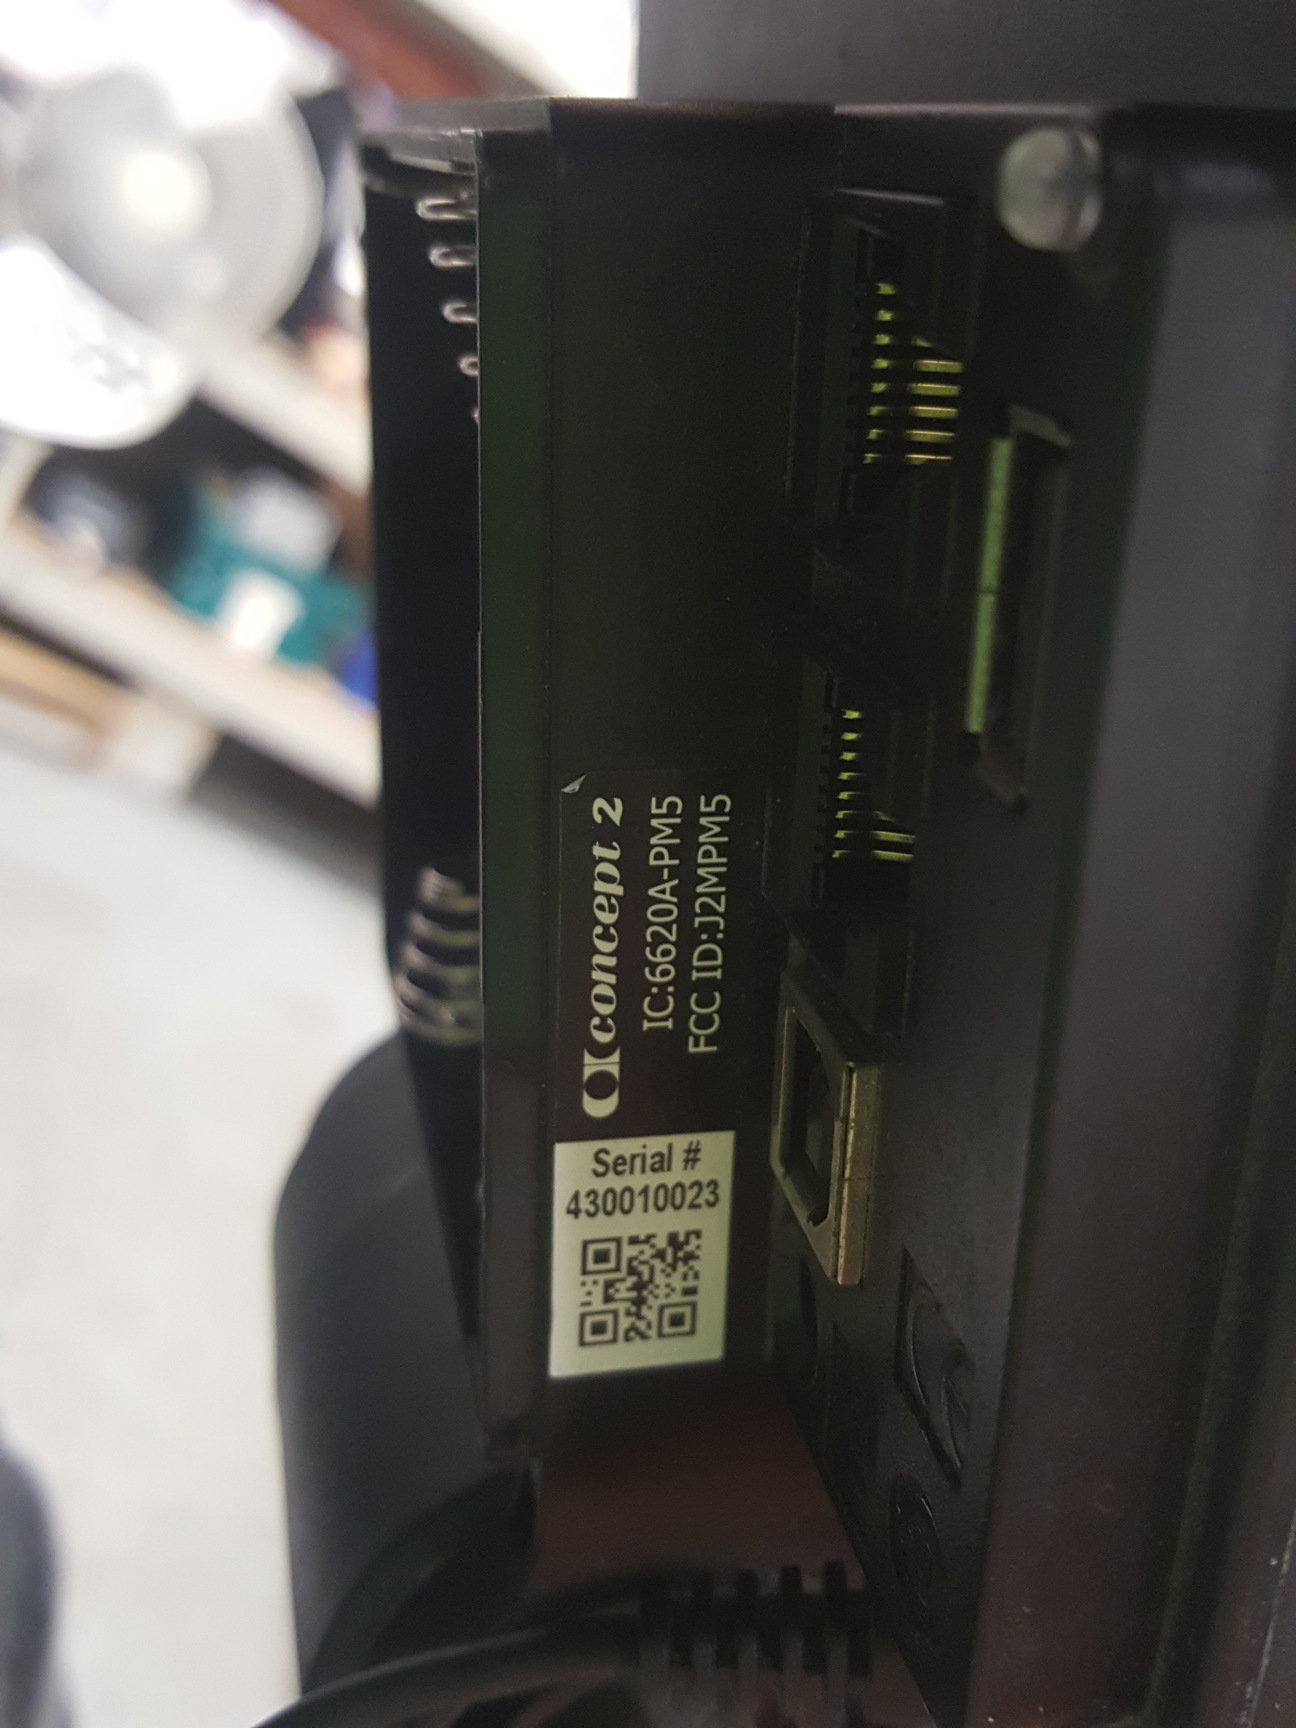 concept 2
IC:6620A-PM5
FCC ID:J2MPM5
Serial #
430010023